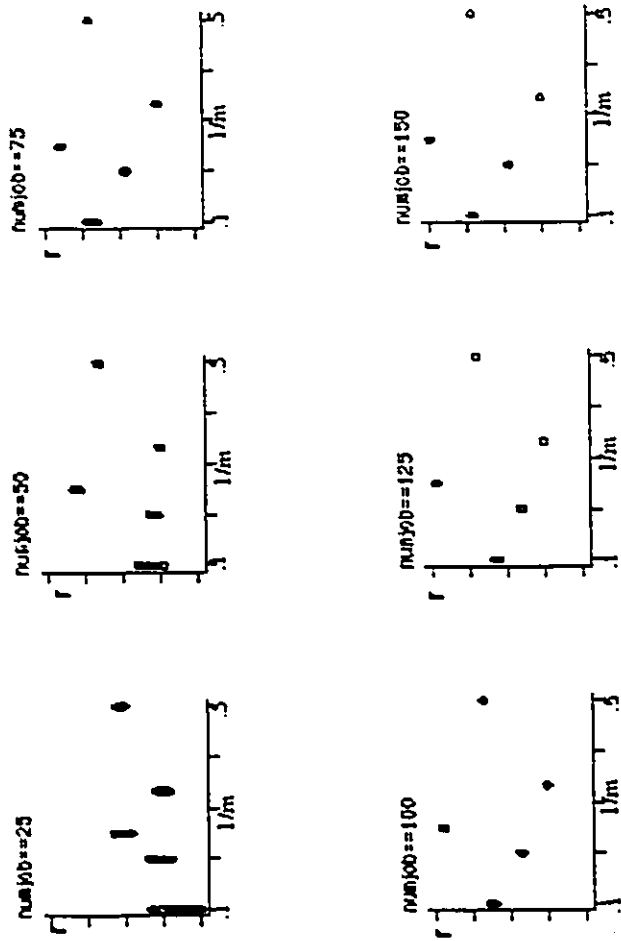 numjob==25
r
.1
1/m
.5
numjob==50
r
.1
1/m
.5
numjob==75
r
.1
1/m
.5
numjob==100
r
.1
1/m
.5
numjob==125
r
.1
1/m
.5
numjob==150
r
.1
1/m
.5